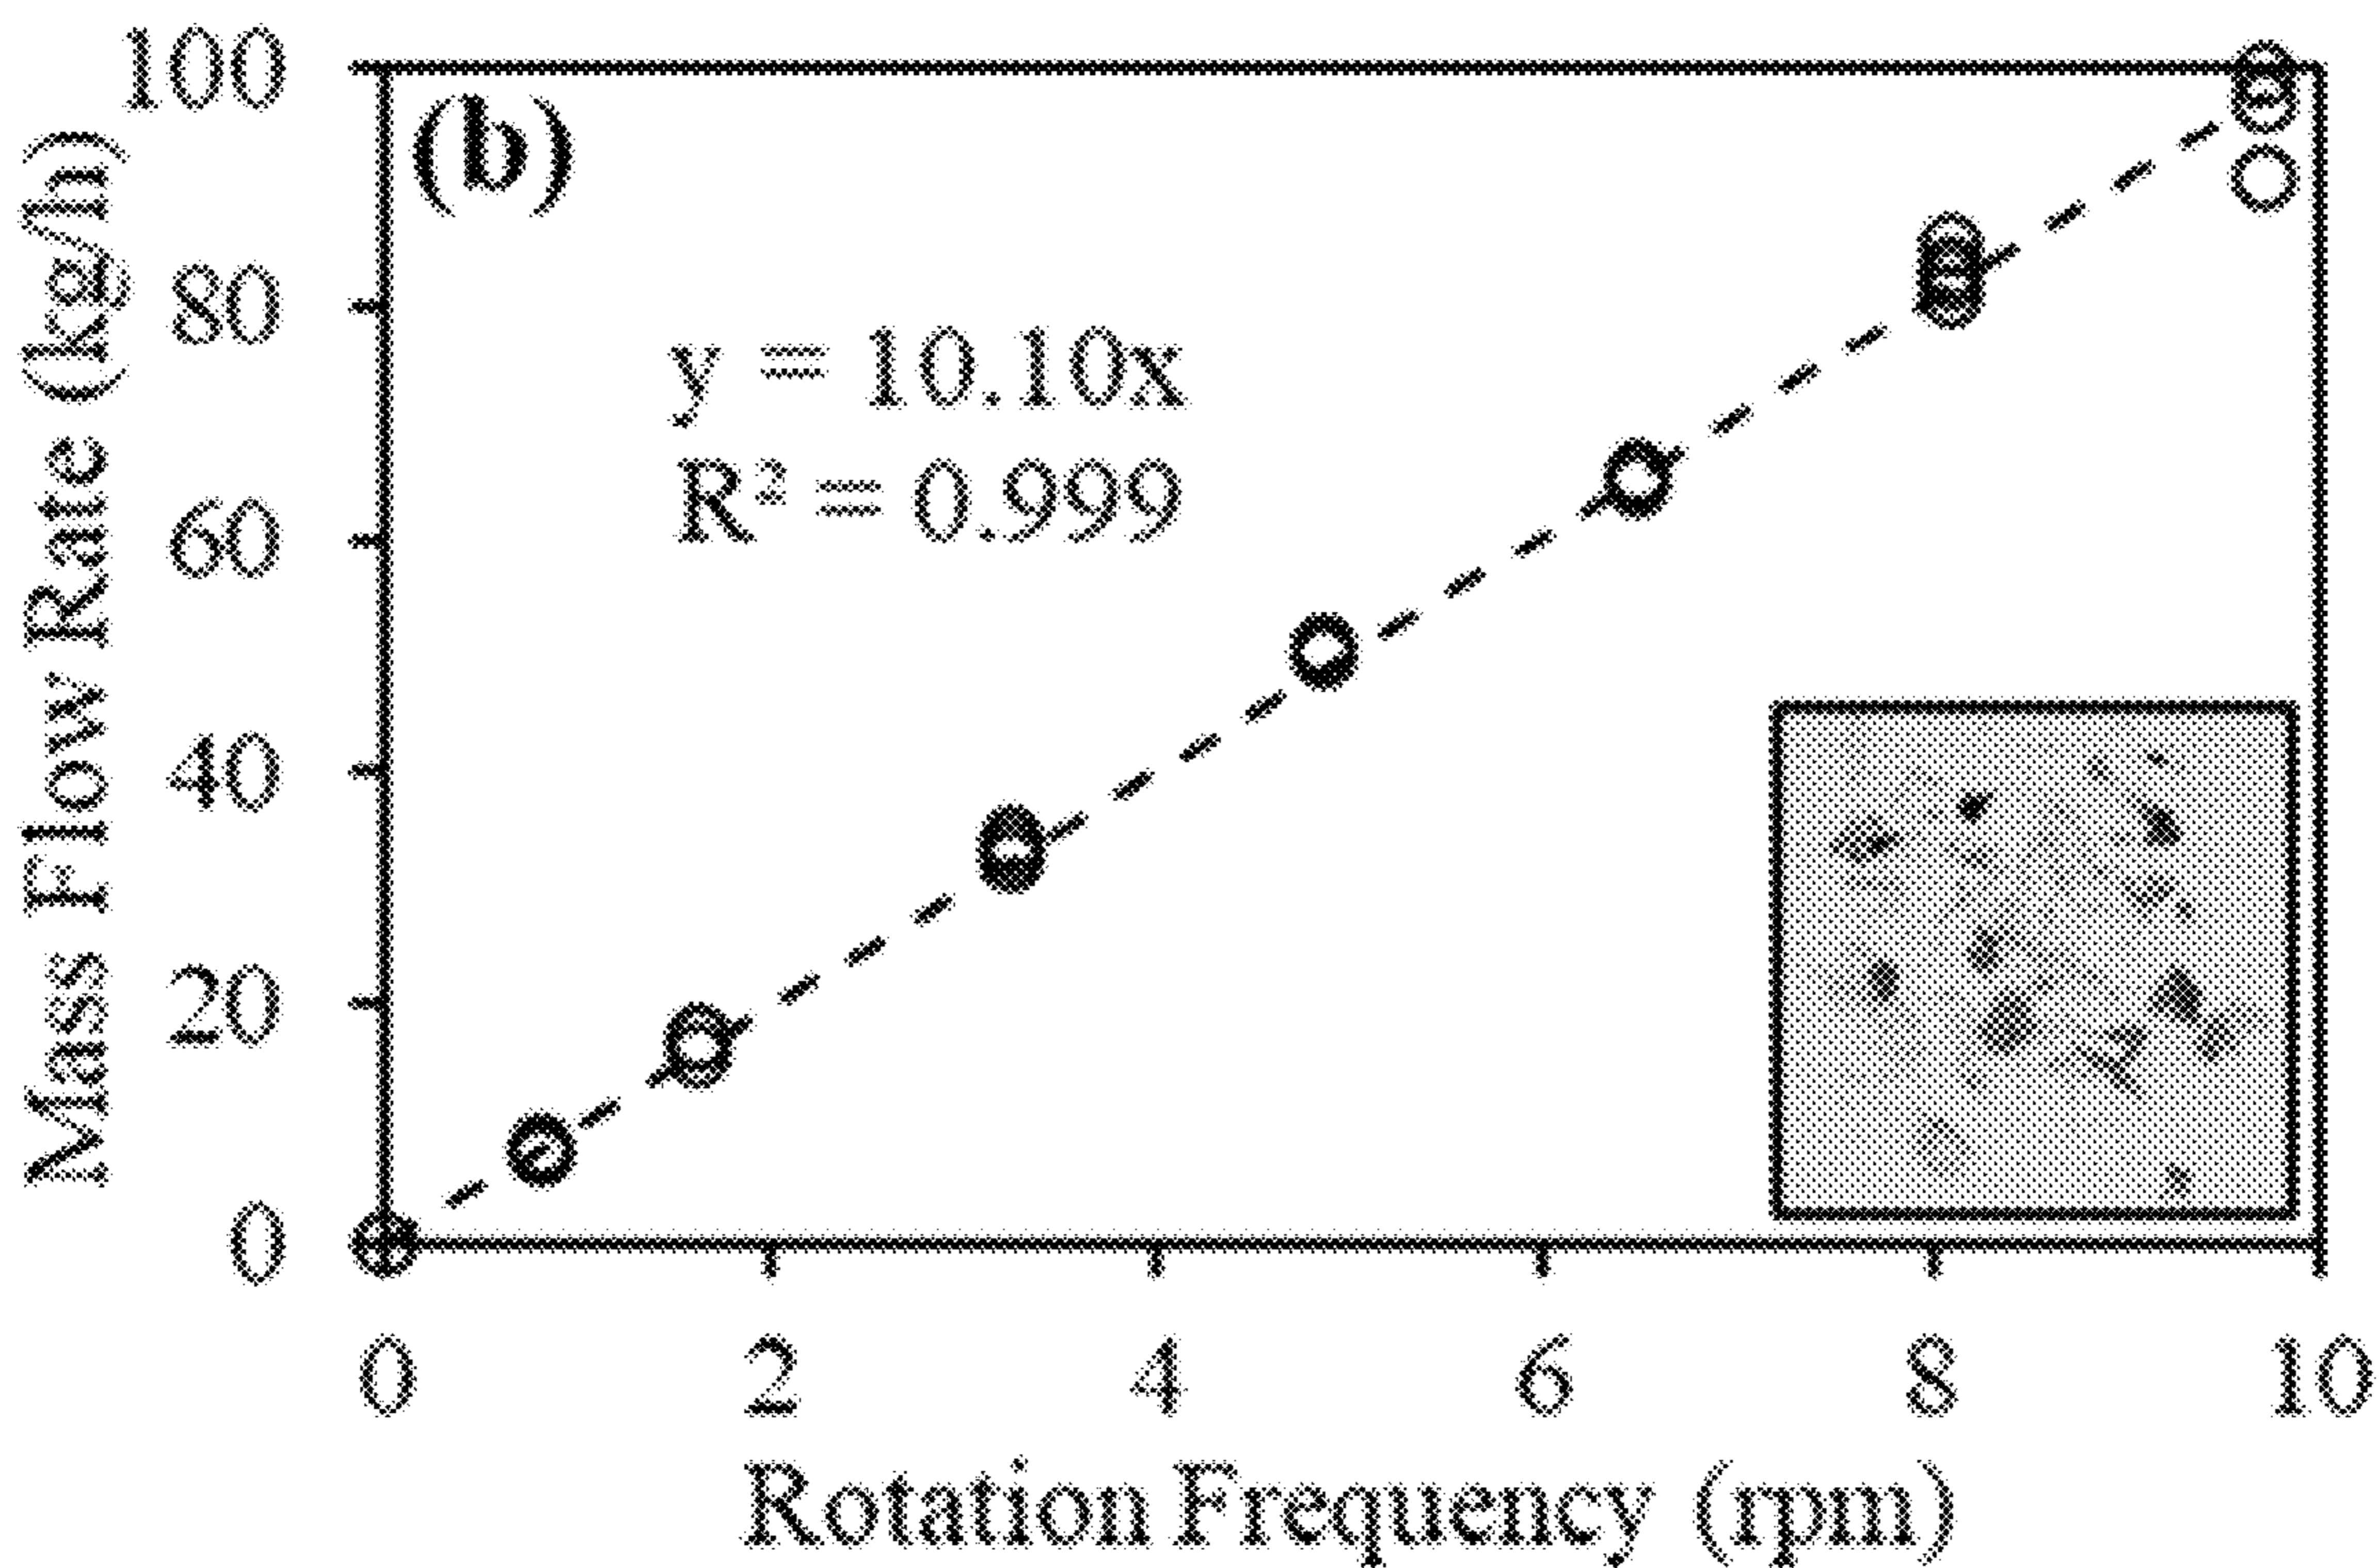 Mass Flow Rate (kg/h)
100
80
60
40
20
0
(b)
y = 10.10x
R² = 0.999
0 2 4 6 8 10
Rotation Frequency (rpm)